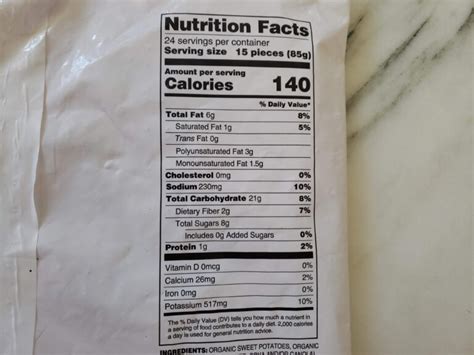 Nutrition Facts
24 servings per container
Serving size 15 pieces (85g)
Amount per serving
Calories 140
% Daily Value*
Total Fat 6g 8%
Saturated Fat 1g 5%
Trans Fat 0g
Polyunsaturated Fat 3g
Monounsaturated Fat 1.5g
Cholesterol 0mg 0%
Sodium 230mg 10%
Total Carbohydrate 21g 8%
Dietary Fiber 2g 7%
Total Sugars 8g
Includes 0g Added Sugars 0%
Protein 1g 2%
Vitamin D 0mcg 0%
Calcium 26mg 2%
Iron 0mg 0%
Potassium 517mg 10%
* The % Daily Value (DV) tells you how much a nutrient in
a serving of food contributes to a daily diet. 2,000 calories
a day is used for general nutrition advice.
INGREDIENTS: ORGANIC SWEET POTATOES, ORGANIC